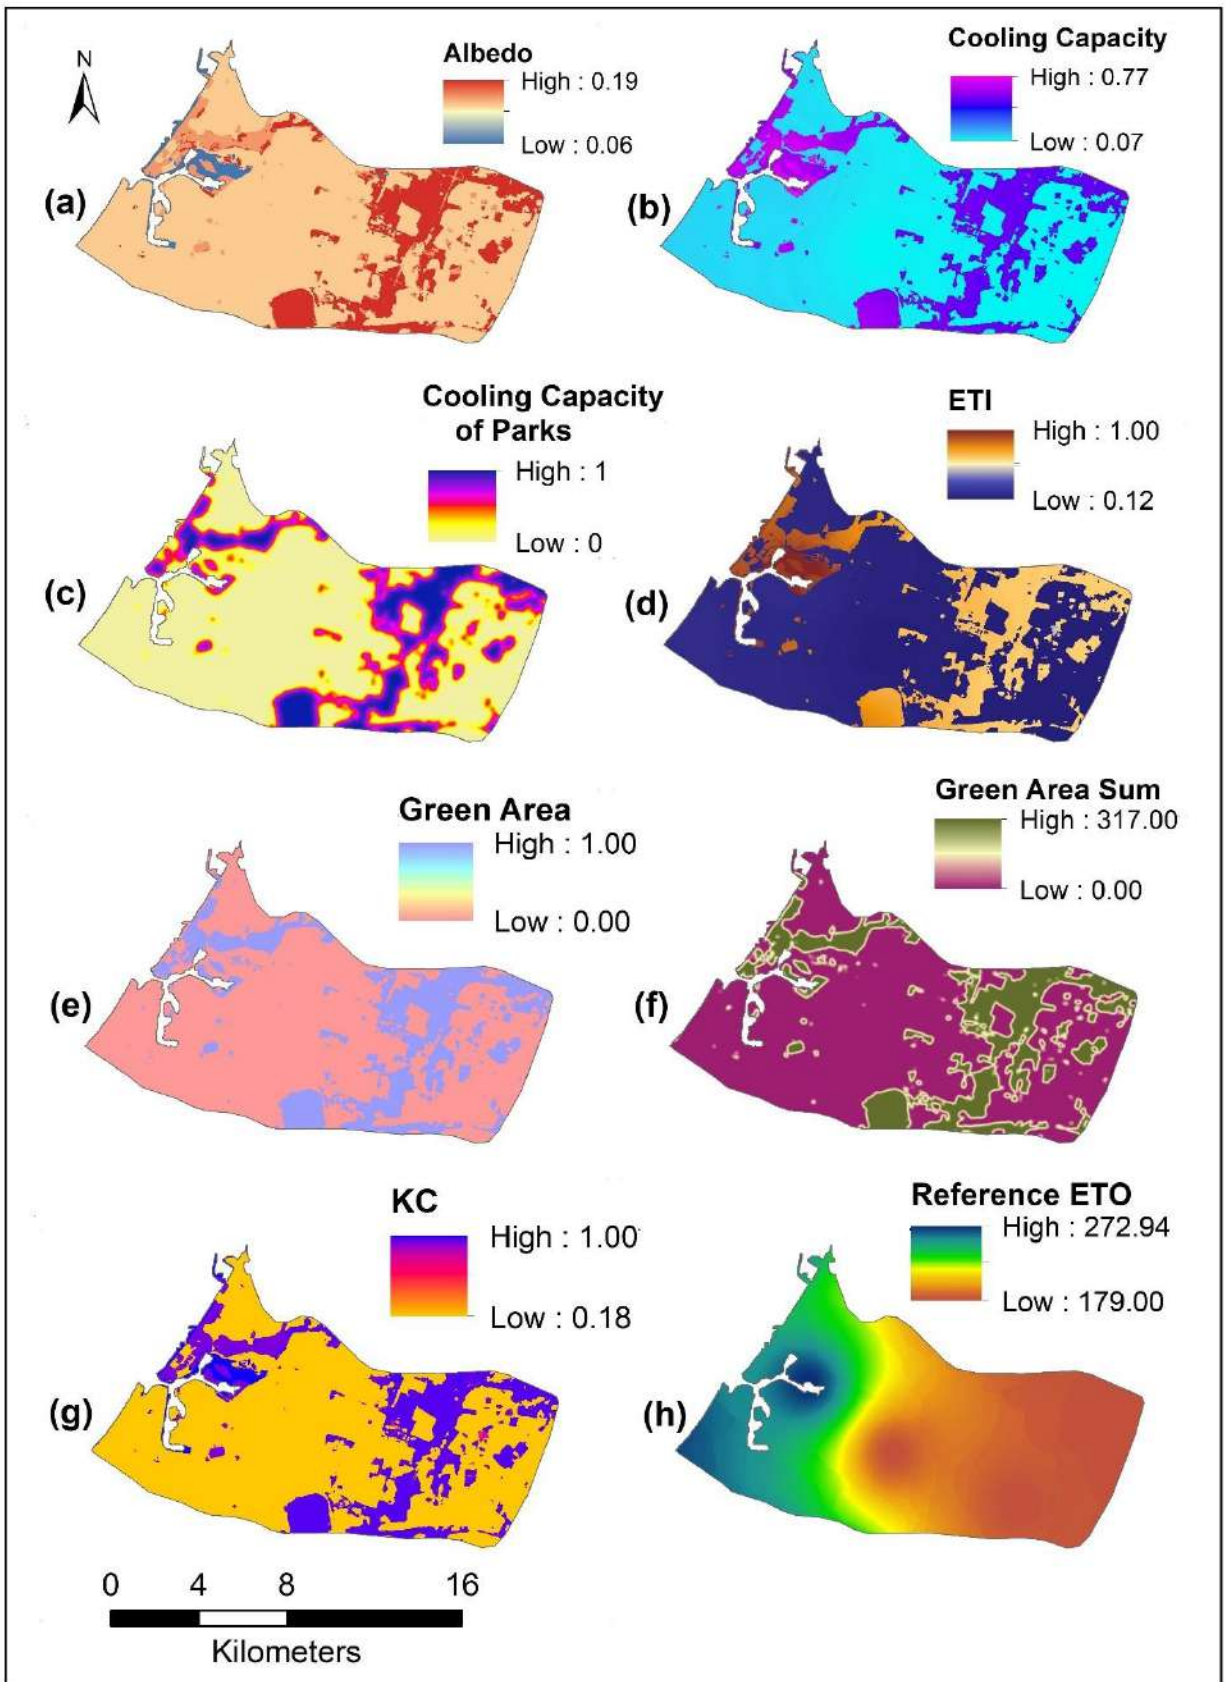 N
Albedo
High : 0.19
Low : 0.06
(a)
Cooling Capacity
High : 0.77
Low : 0.07
(b)
Cooling Capacity
of Parks
High : 1
Low : 0
(c)
ETI
High : 1.00
Low : 0.12
(d)
Green Area
High : 1.00
Low : 0.00
(e)
Green Area Sum
High : 317.00
Low : 0.00
(f)
KC
High : 1.00
Low : 0.18
(g)
Reference ETO
High : 272.94
Low : 179.00
(h)
0 4 8 16
Kilometers